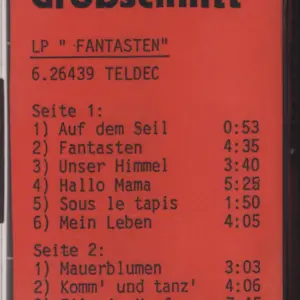 Grobschnitt
LP " FANTASTEN"
6.26439 TELDEC
Seite 1:
1) Auf dem Seil 0:53
2) Fantasten 4:35
3) Unser Himmel 3:40
4) Hallo Mama 5:25
5) Sous le tapis 1:50
6) Mein Leben 4:05
Seite 2:
1) Mauerblumen 3:03
2) Komm' und tanz' 4:06